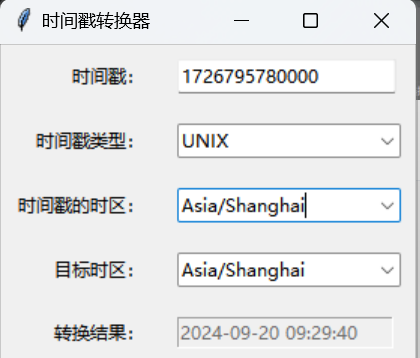 时间戳转换器
时间戳: 1726795780000
时间戳类型: UNIX
时间戳的时区: Asia/Shanghai
目标时区: Asia/Shanghai
转换结果: 2024-09-20 09:29:40